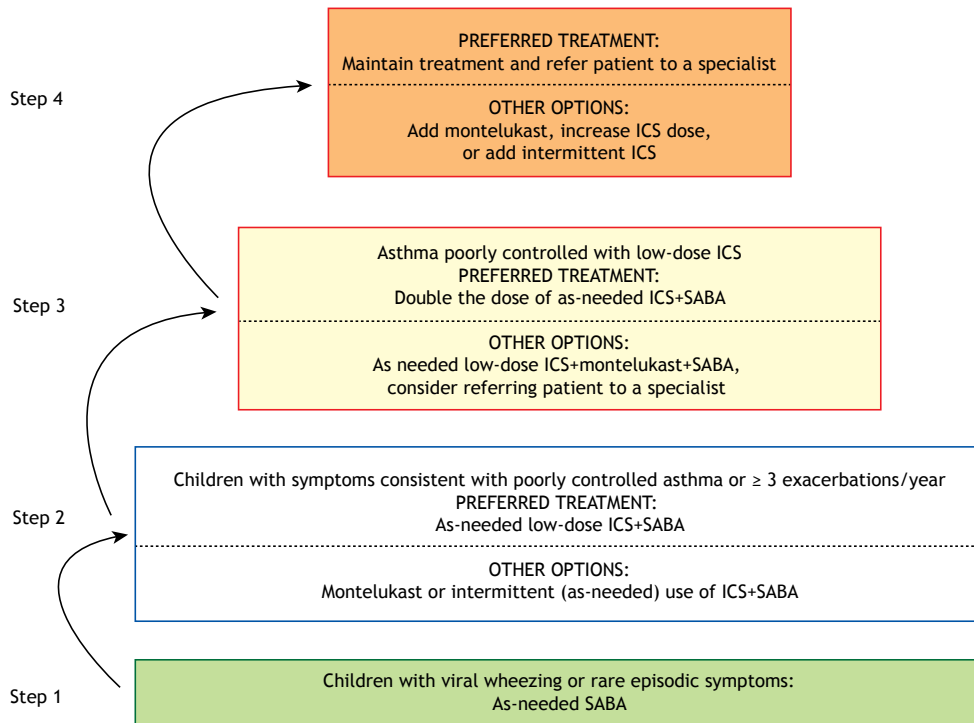 Step 4
PREFERRED TREATMENT:
Maintain treatment and refer patient to a specialist
OTHER OPTIONS:
Add montelukast, increase ICS dose,
or add intermittent ICS
Step 3
Asthma poorly controlled with low-dose ICS
PREFERRED TREATMENT:
Double the dose of as-needed ICS+SABA
OTHER OPTIONS:
As needed low-dose ICS+montelukast+SABA,
consider referring patient to a specialist
Step 2
Children with symptoms consistent with poorly controlled asthma or ≥ 3 exacerbations/year
PREFERRED TREATMENT:
As-needed low-dose ICS+SABA
OTHER OPTIONS:
Montelukast or intermittent (as-needed) use of ICS+SABA
Step 1
Children with viral wheezing or rare episodic symptoms:
As-needed SABA